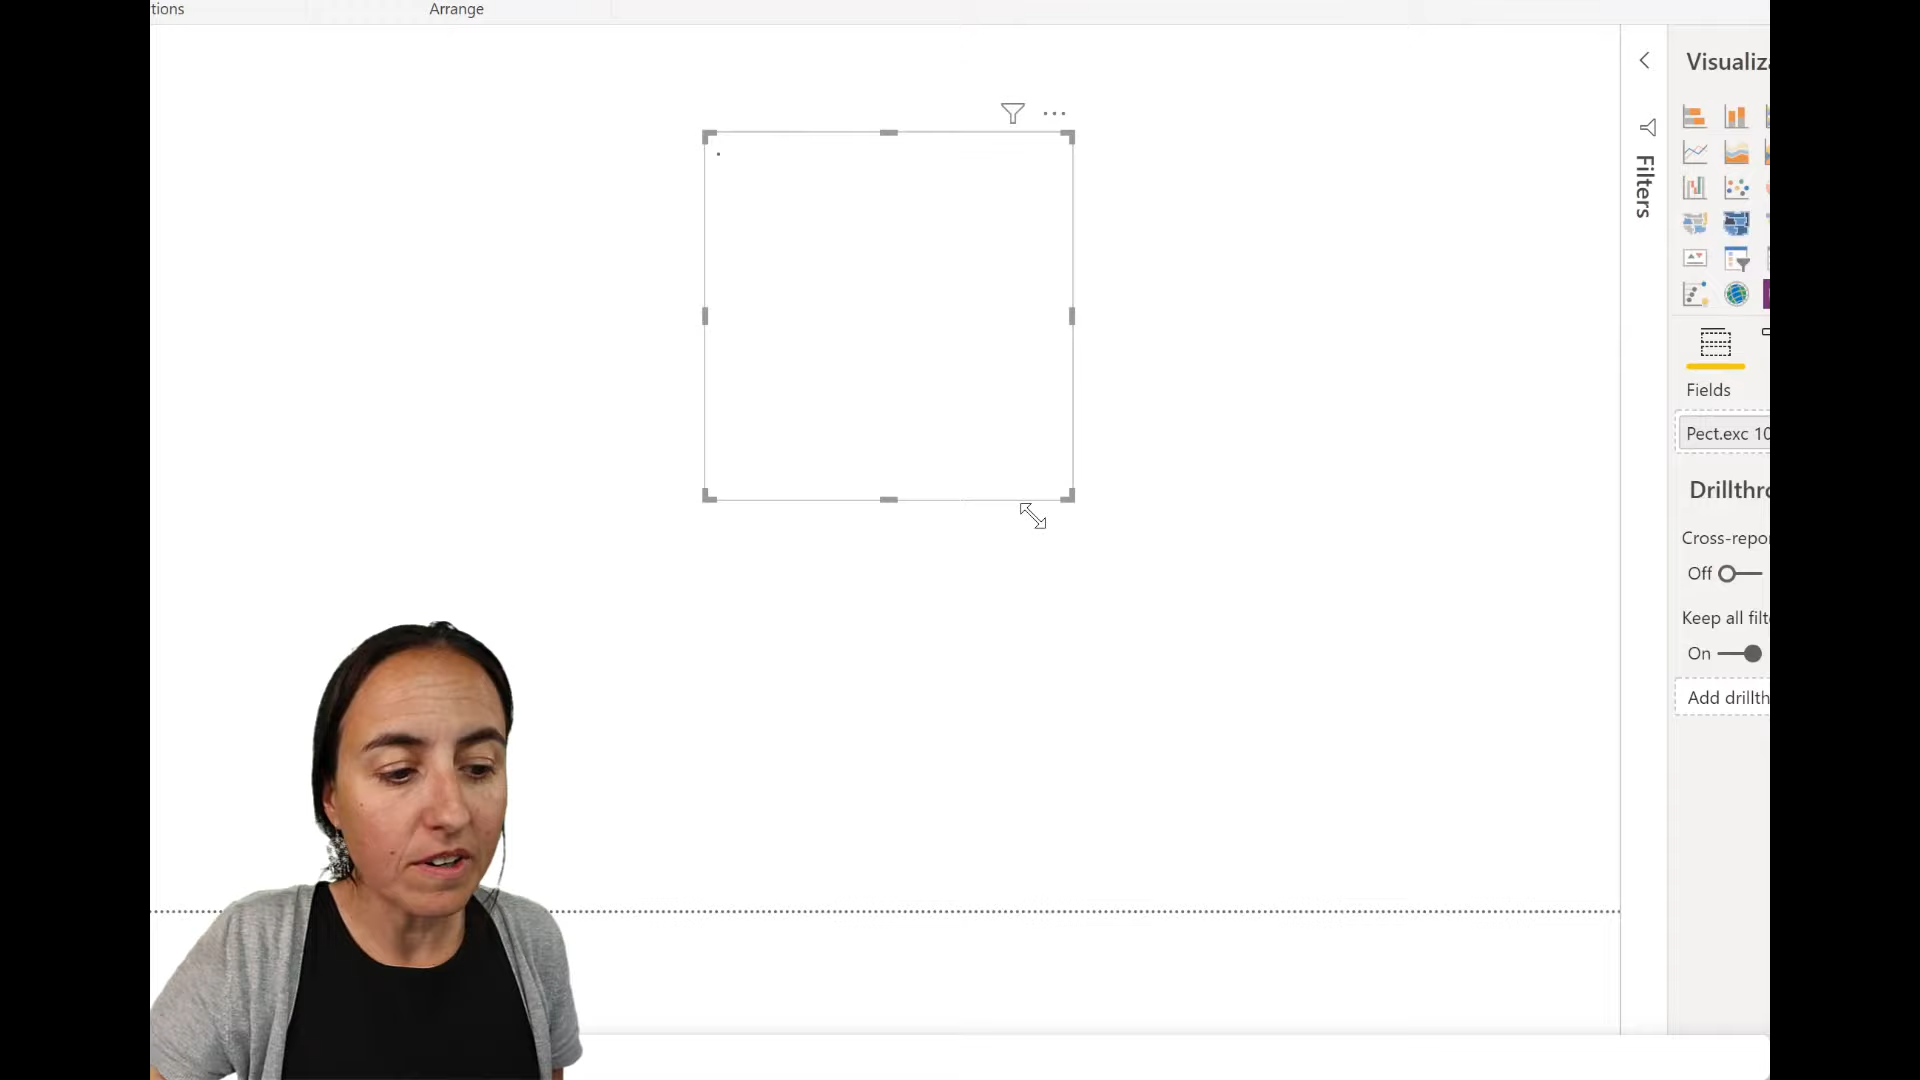 tions
Arrange
Visualiz
Filters
Fields
Pect.exc 10
Drillthr
Cross-repo
Off
Keep all filt
On
Add drillth